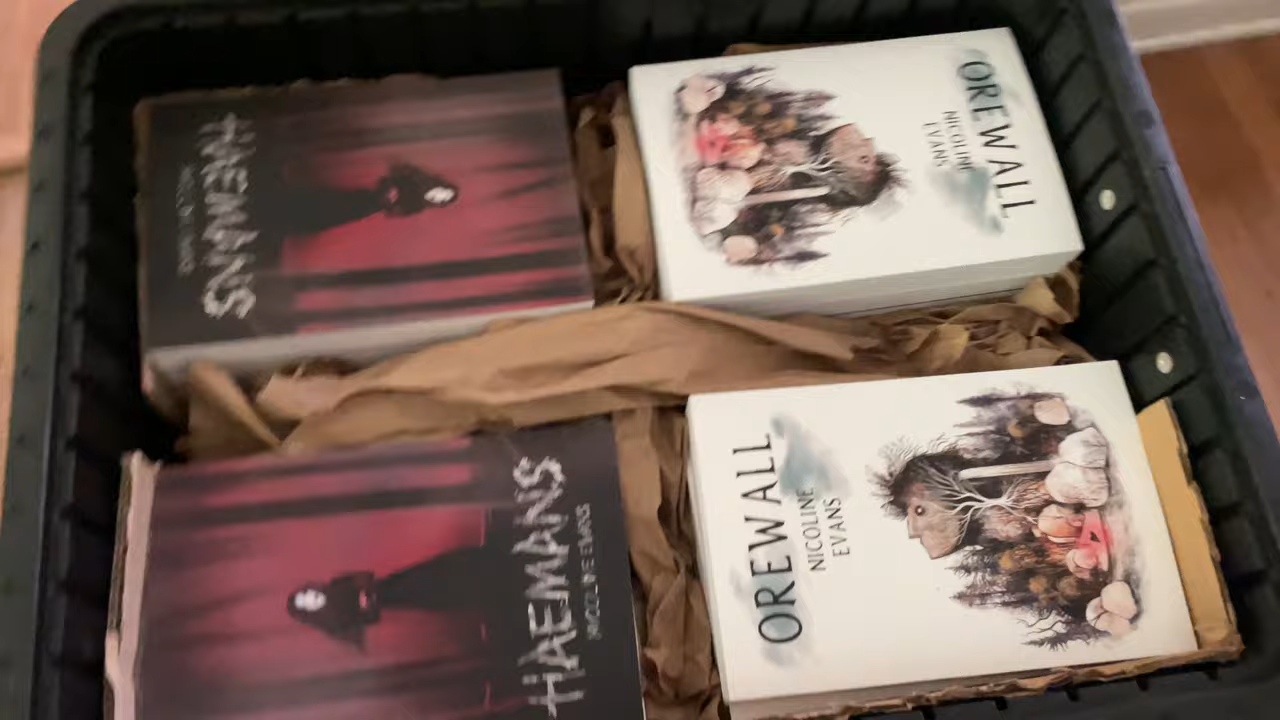 HAEMANS
OREWALL
NICOLINE
EVANS
HAEMANS
NICOLINE EVANS
OREWALL
NICOLINE
EVANS